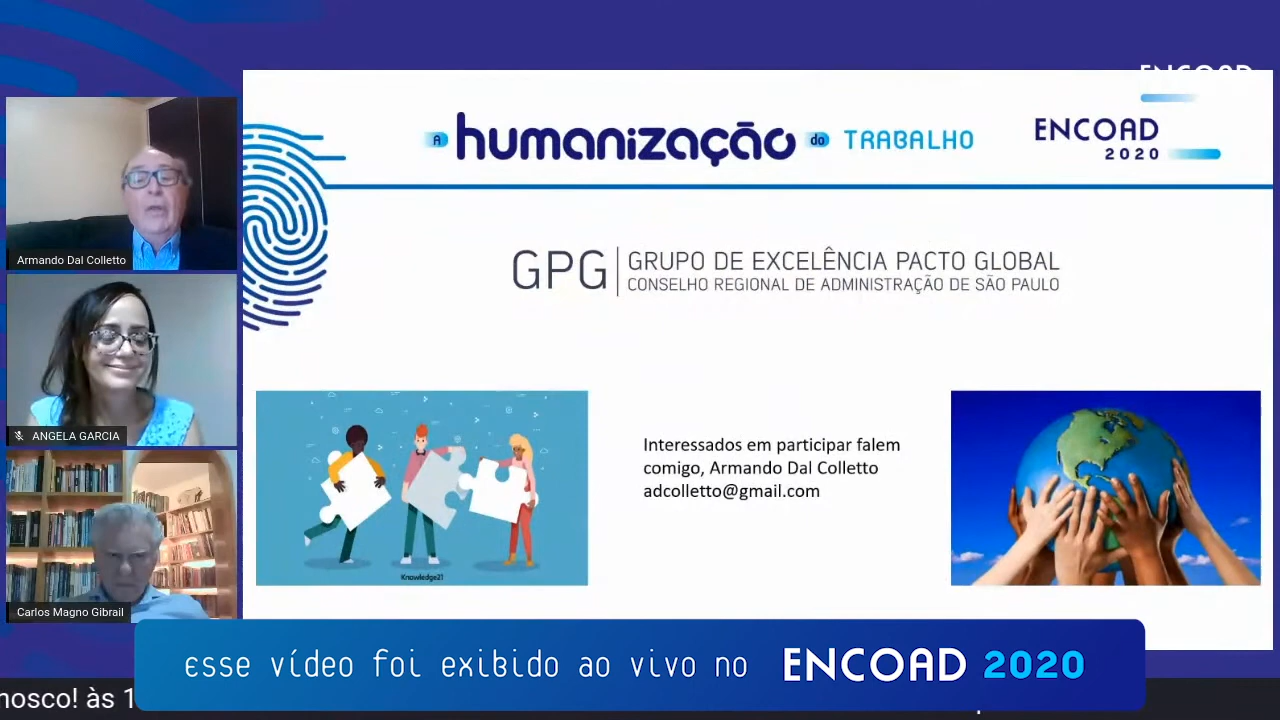 ENCOAD
A humanização do TRABALHO
ENCOAD
2020
GPG | GRUPO DE EXCELÊNCIA PACTO GLOBAL
CONSELHO REGIONAL DE ADMINISTRAÇÃO DE SÃO PAULO
Armando Dal Colletto
ANGELA GARCIA
Carlos Magno Gibrail
Knowledge21
Interessados em participar falem
comigo, Armando Dal Colletto
adcolletto@gmail.com
esse vídeo foi exibido ao vivo no ENCOAD 2020
nosco! às 1